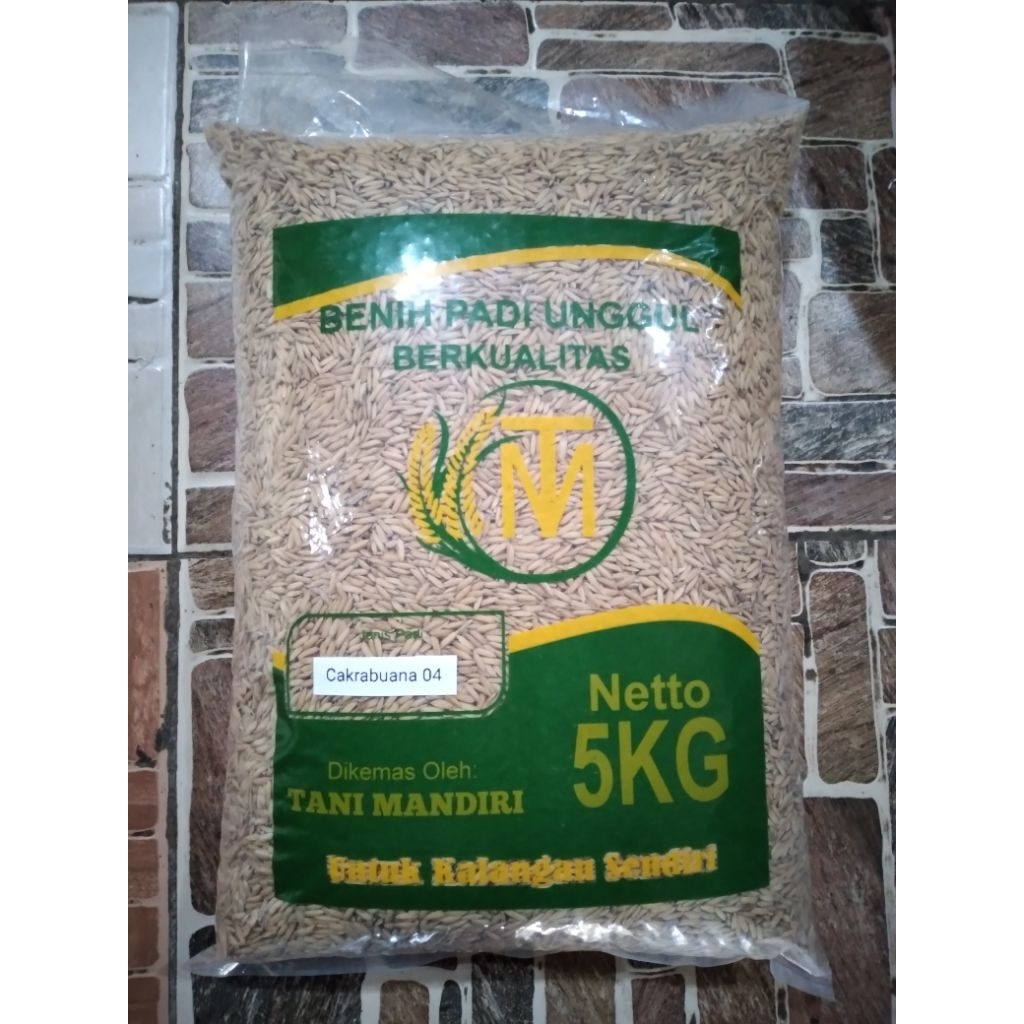 BENIH PADI UNGGUL
BERKUALITAS
TM
Jenis Padi
Cakrabuana 04
Netto
5KG
Dikemas Oleh:
TANI MANDIRI
Untuk Kalangan Sendiri